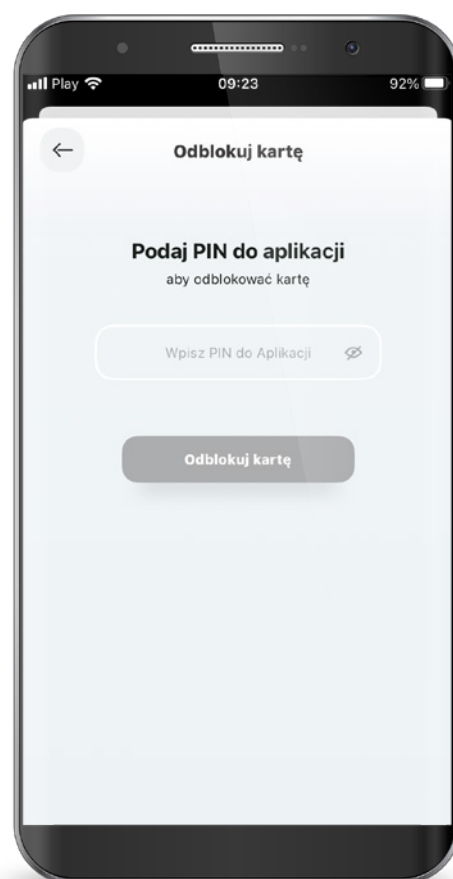 Play 09:23 92%
Odblokuj kartę
Podaj PIN do aplikacji
aby odblokować kartę
Wpisz PIN do Aplikacji
Odblokuj kartę